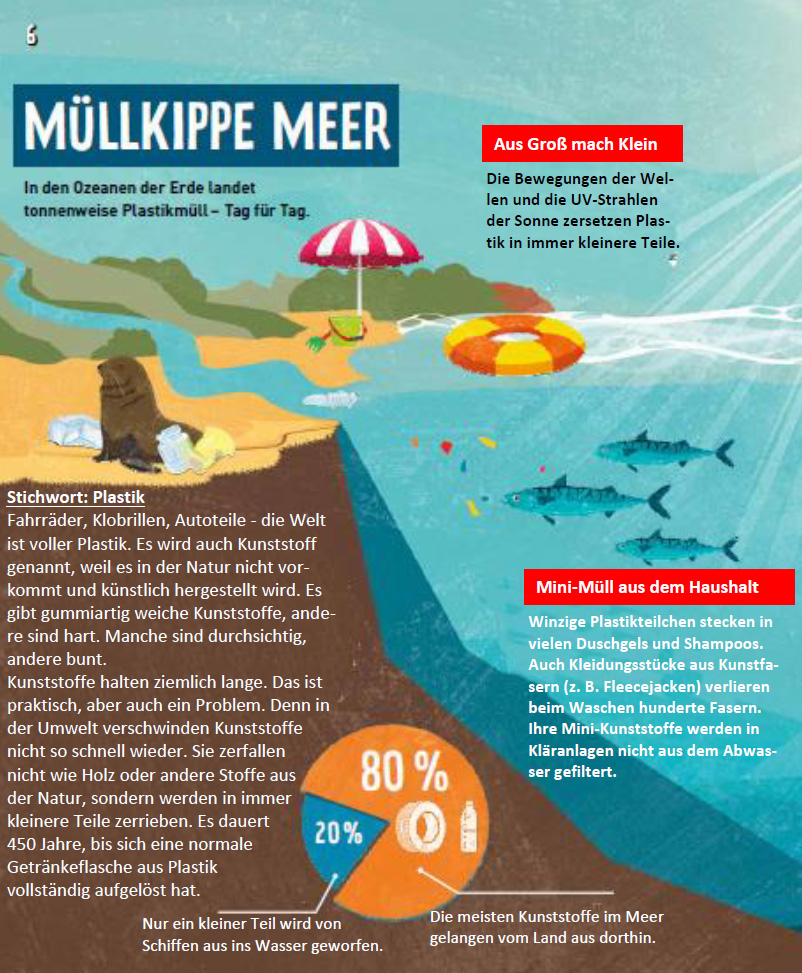 6
MÜLLKIPPE MEER
In den Ozeanen der Erde landet
tonnenweise Plastikmüll – Tag für Tag.
Aus Groß mach Klein
Die Bewegungen der Wel-
len und die UV-Strahlen
der Sonne zersetzen Plas-
tik in immer kleinere Teile.
Stichwort: Plastik
Fahrräder, Klobrillen, Autoteile - die Welt
ist voller Plastik. Es wird auch Kunststoff
genannt, weil es in der Natur nicht vor-
kommt und künstlich hergestellt wird. Es
gibt gummiartig weiche Kunststoffe, ande-
re sind hart. Manche sind durchsichtig,
andere bunt.
Kunststoffe halten ziemlich lange. Das ist
praktisch, aber auch ein Problem. Denn in
der Umwelt verschwinden Kunststoffe
nicht so schnell wieder. Sie zerfallen
nicht wie Holz oder andere Stoffe aus
der Natur, sondern werden in immer
kleinere Teile zerrieben. Es dauert
450 Jahre, bis sich eine normale
Getränkeflasche aus Plastik
vollständig aufgelöst hat.
Mini-Müll aus dem Haushalt
Winzige Plastikteilchen stecken in
vielen Duschgels und Shampoos.
Auch Kleidungsstücke aus Kunstfa-
sern (z. B. Fleecejacken) verlieren
beim Waschen hunderte Fasern.
Ihre Mini-Kunststoffe werden in
Kläranlagen nicht aus dem Abwas-
ser gefiltert.
80 %
20 %
Nur ein kleiner Teil wird von
Schiffen aus ins Wasser geworfen.
Die meisten Kunststoffe im Meer
gelangen vom Land aus dorthin.